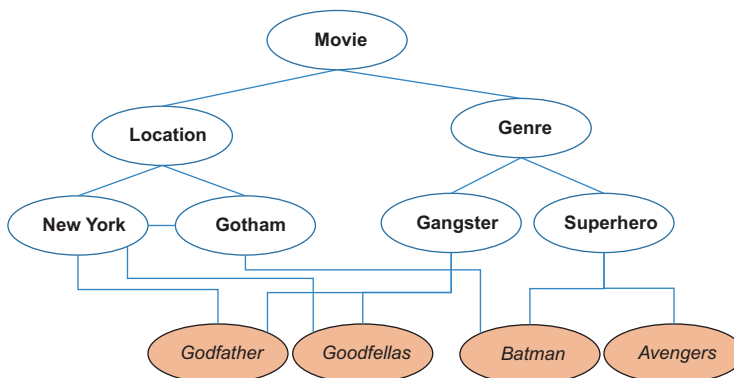 Movie
Location
Genre
New York
Gotham
Gangster
Superhero
Godfather
Goodfellas
Batman
Avengers